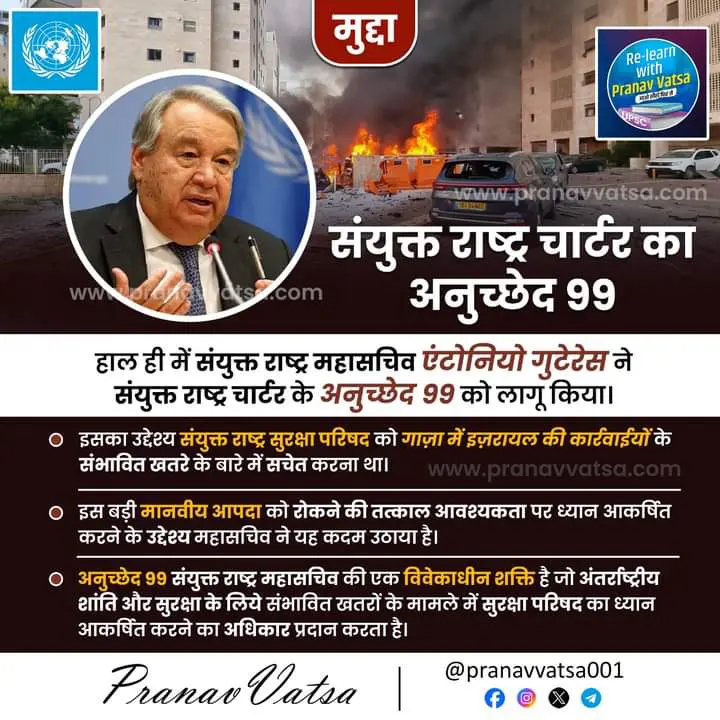 मुद्दा
Re-learn
with
Pranav Vatsa
UPSC
www.pranavvatsa.com
www.pranavvatsa.com
संयुक्त राष्ट्र चार्टर का
अनुच्छेद 99
हाल ही में संयुक्त राष्ट्र महासचिव एंटोनियो गुटेरेस ने
संयुक्त राष्ट्र चार्टर के अनुच्छेद 99 को लागू किया।
इसका उद्देश्य संयुक्त राष्ट्र सुरक्षा परिषद को गाज़ा में इज़रायल की कार्रवाईयों के
संभावित खतरे के बारे में सचेत करना था।
www.pranavvatsa.com
इस बड़ी मानवीय आपदा को रोकने की तत्काल आवश्यकता पर ध्यान आकर्षित
करने के उद्देश्य महासचिव ने यह कदम उठाया है।
अनुच्छेद 99 संयुक्त राष्ट्र महासचिव की एक विवेकाधीन शक्ति है जो अंतर्राष्ट्रीय
शांति और सुरक्षा के लिये संभावित खतरों के मामले में सुरक्षा परिषद का ध्यान
आकर्षित करने का अधिकार प्रदान करता है।
Pranav Vatsa
@pranavvatsa001